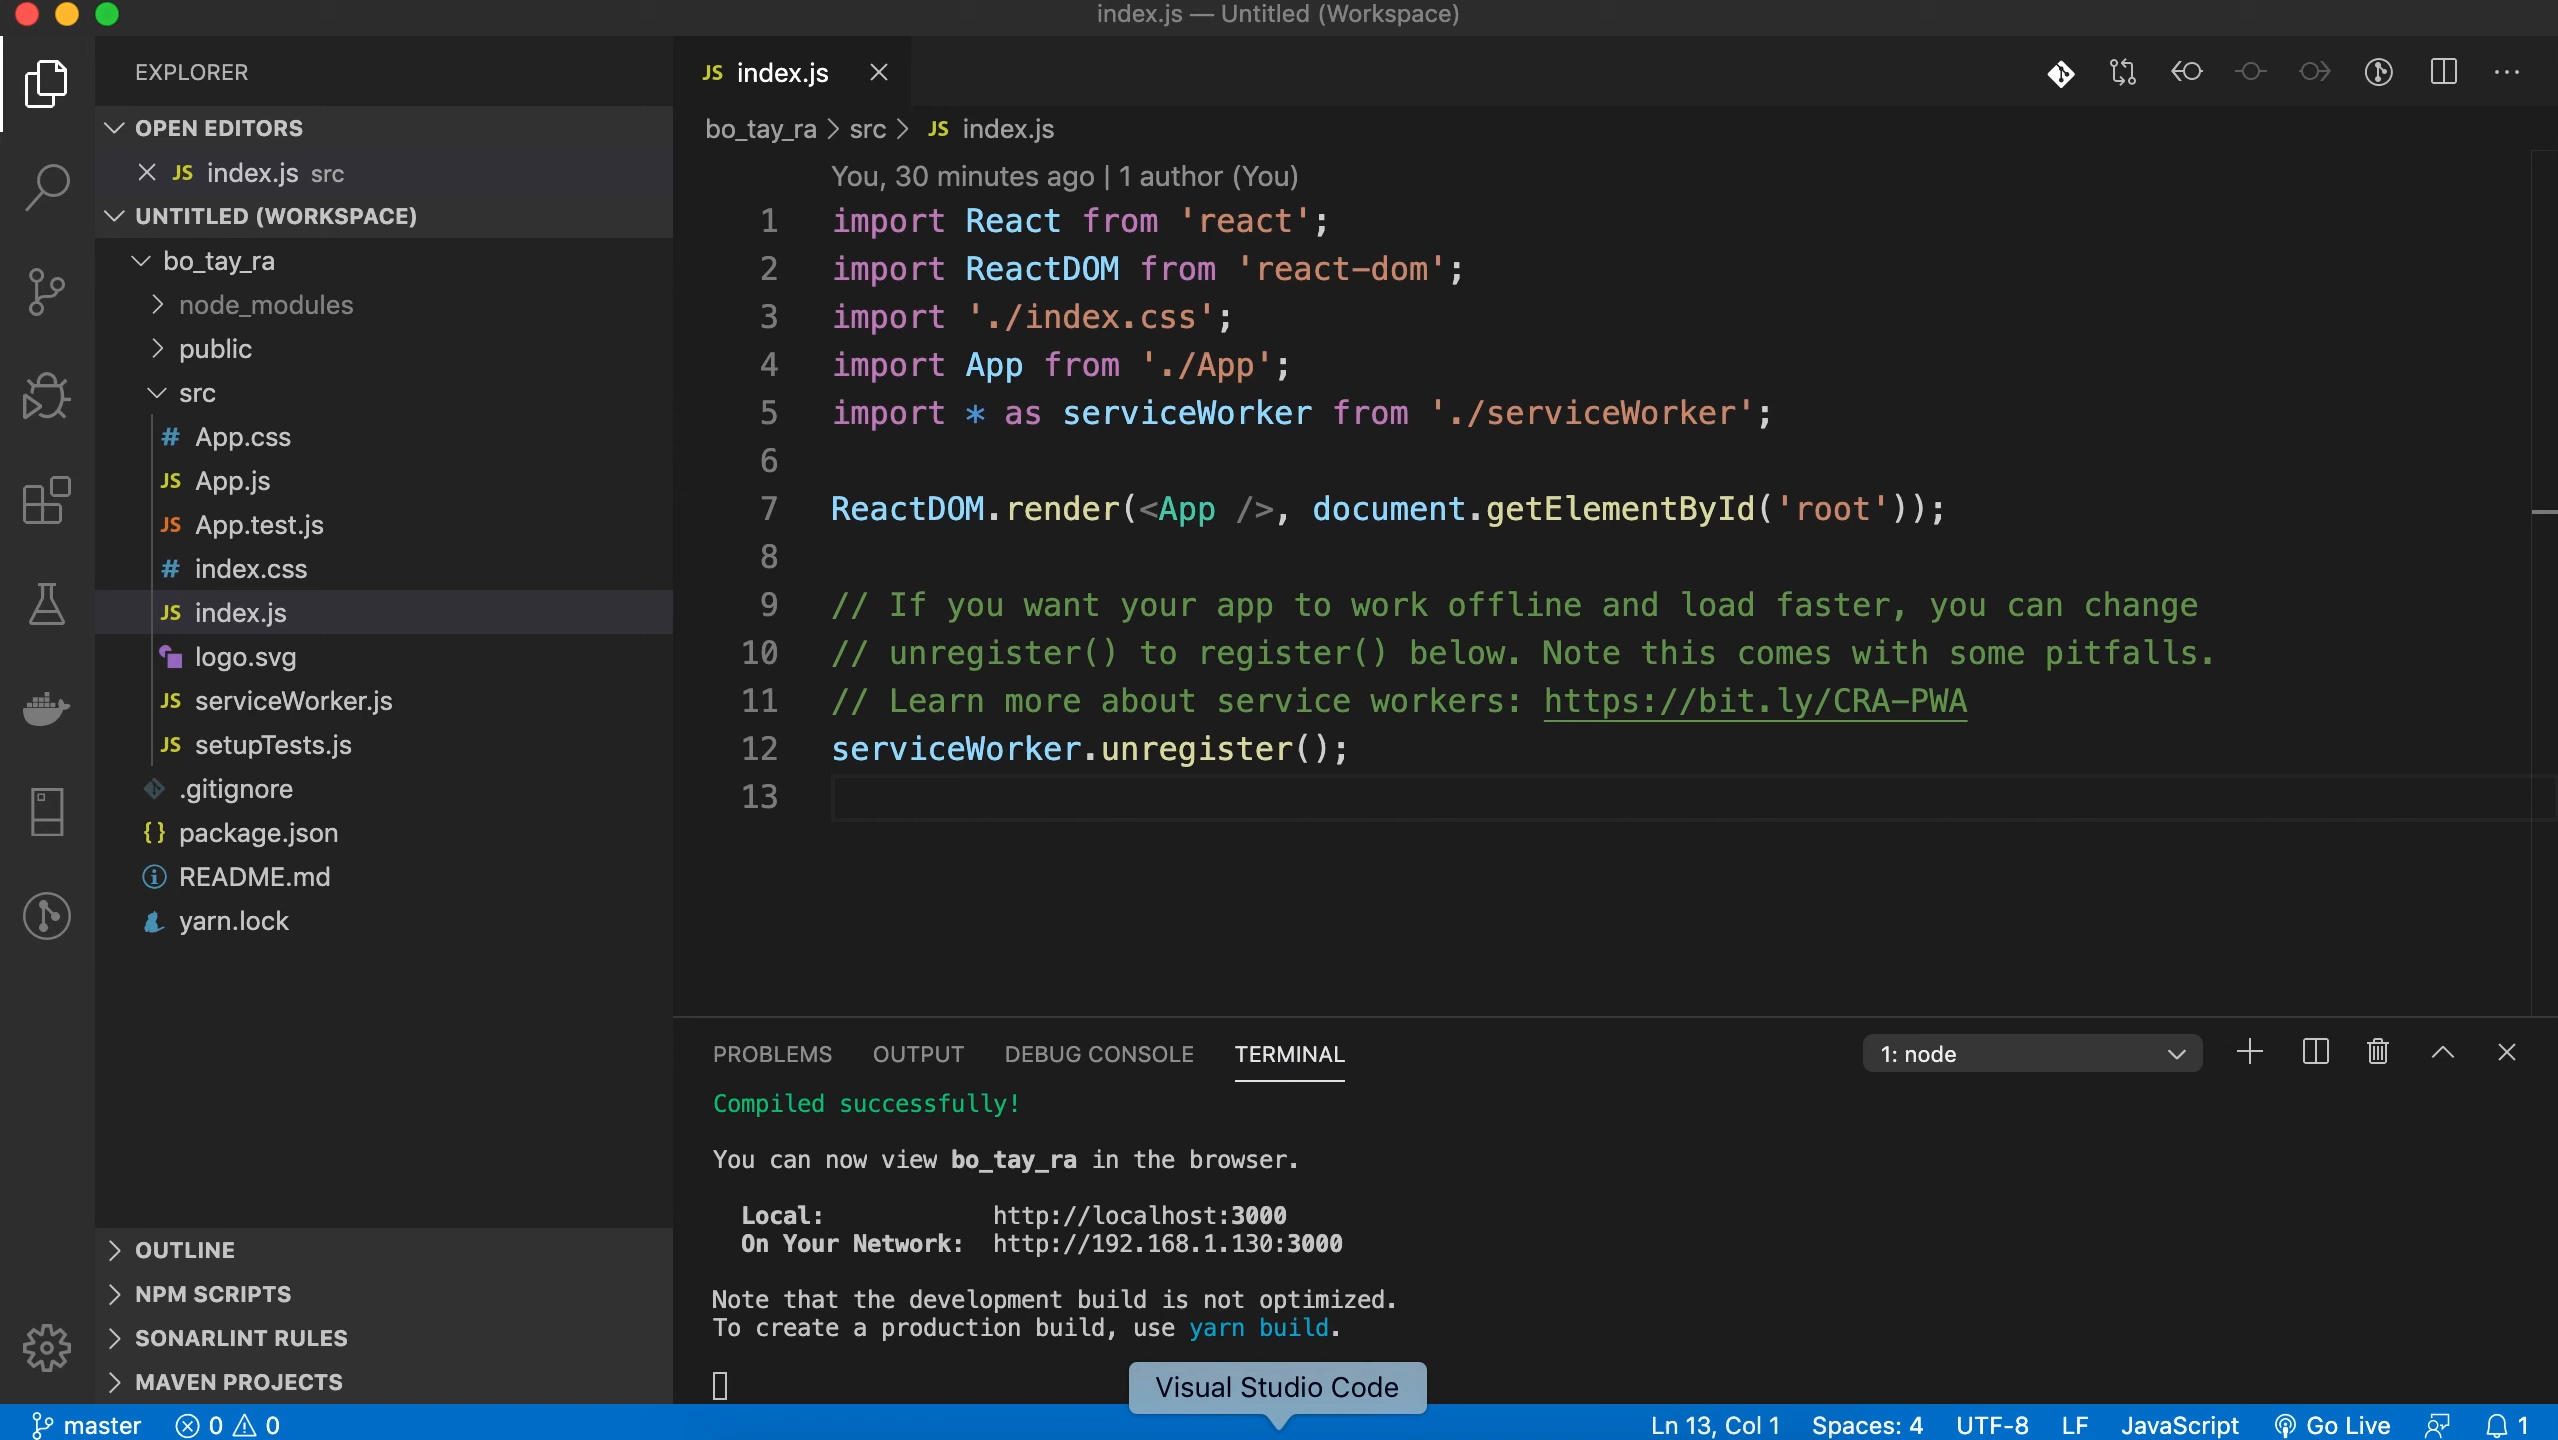 index.js — Untitled (Workspace)
EXPLORER
OPEN EDITORS
JS index.js src
UNTITLED (WORKSPACE)
bo_tay_ra
node_modules
public
src
# App.css
JS App.js
JS App.test.js
# index.css
JS index.js
logo.svg
JS serviceWorker.js
JS setupTests.js
.gitignore
{} package.json
README.md
yarn.lock
OUTLINE
NPM SCRIPTS
SONARLINT RULES
MAVEN PROJECTS
JS index.js
bo_tay_ra > src > JS index.js
You, 30 minutes ago | 1 author (You)
1 import React from 'react';
2 import ReactDOM from 'react-dom';
3 import './index.css';
4 import App from './App';
5 import * as serviceWorker from './serviceWorker';
6
7 ReactDOM.render(<App />, document.getElementById('root'));
8
9 // If you want your app to work offline and load faster, you can change
10 // unregister() to register() below. Note this comes with some pitfalls.
11 // Learn more about service workers: https://bit.ly/CRA-PWA
12 serviceWorker.unregister();
13
PROBLEMS OUTPUT DEBUG CONSOLE TERMINAL 1: node
Compiled successfully!
You can now view bo_tay_ra in the browser.
Local: http://localhost:3000
On Your Network: http://192.168.1.130:3000
Note that the development build is not optimized.
To create a production build, use yarn build.
Visual Studio Code
master 0 0 Ln 13, Col 1 Spaces: 4 UTF-8 LF JavaScript Go Live 1